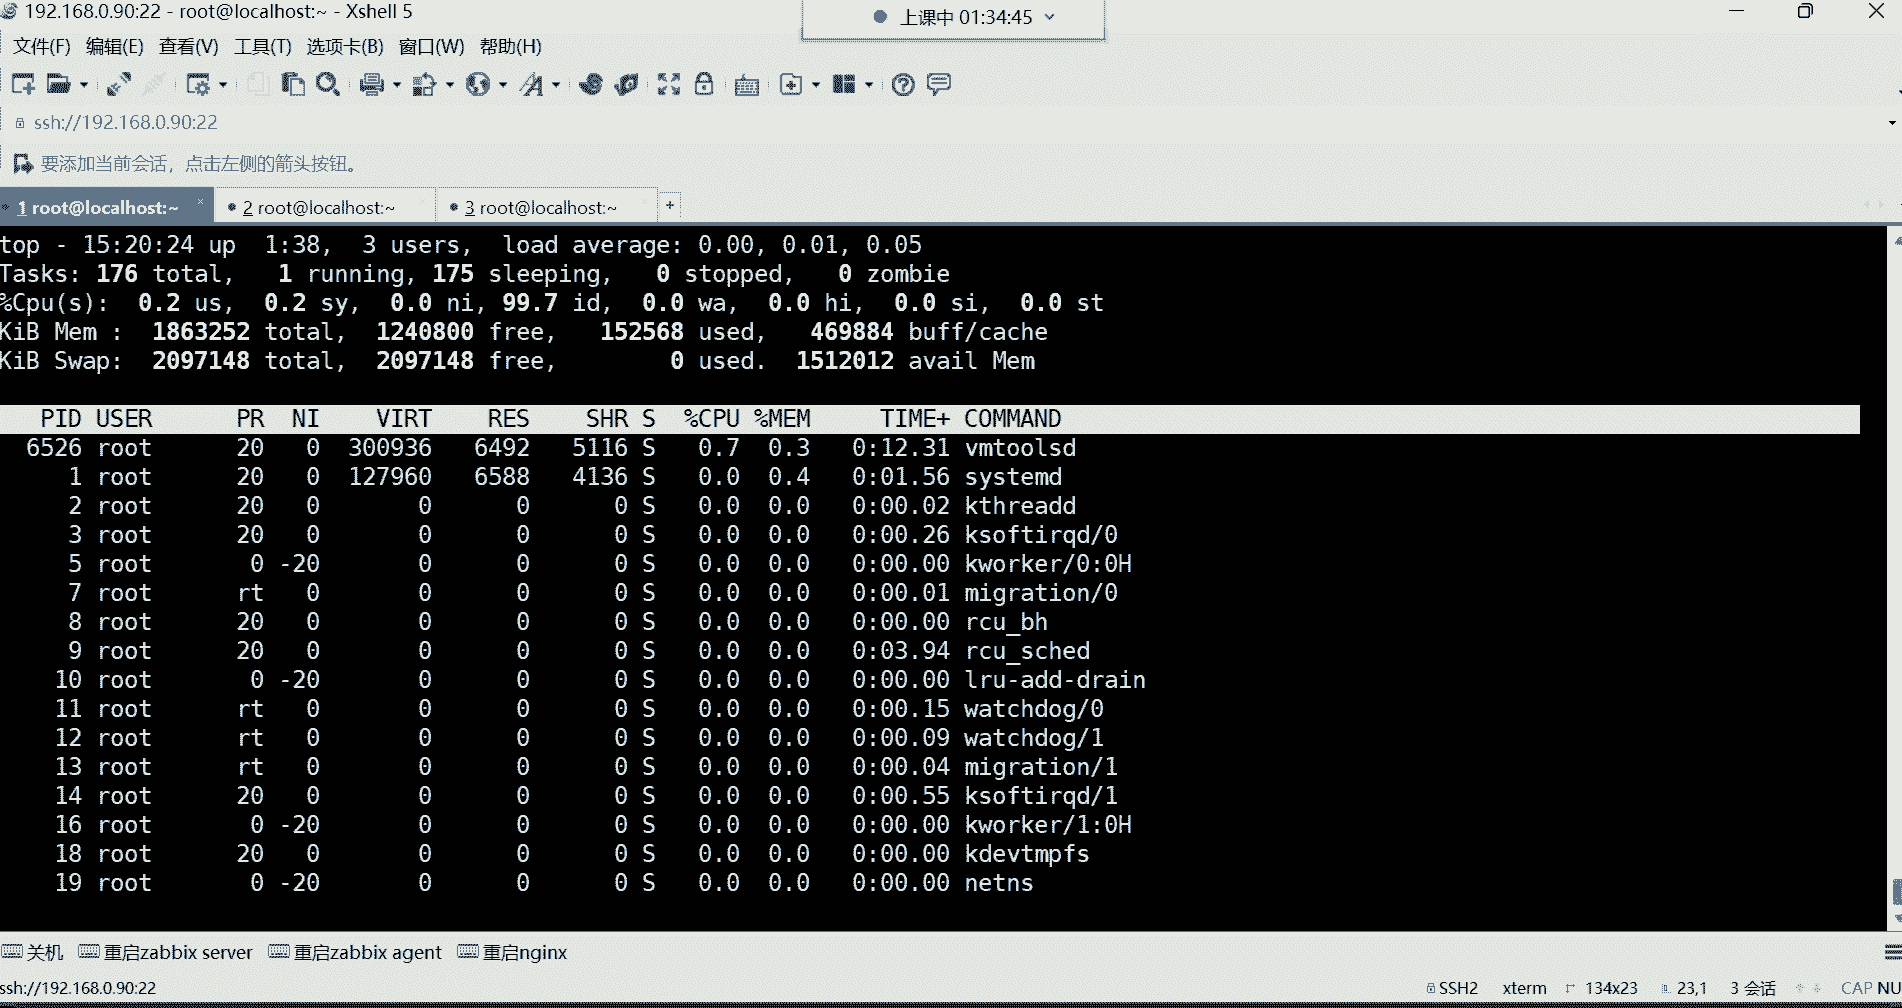 192.168.0.90:22 - root@localhost:~ - Xshell 5
上课中 01:34:45
文件(F) 编辑(E) 查看(V) 工具(T) 选项卡(B) 窗口(W) 帮助(H)
ssh://192.168.0.90:22
要添加当前会话，点击左侧的箭头按钮。
1 root@localhost:~ × 2 root@localhost:~ 3 root@localhost:~ +
top - 15:20:24 up  1:38,  3 users,  load average: 0.00, 0.01, 0.05
Tasks: 176 total,   1 running, 175 sleeping,   0 stopped,   0 zombie
%Cpu(s):  0.2 us,  0.2 sy,  0.0 ni, 99.7 id,  0.0 wa,  0.0 hi,  0.0 si,  0.0 st
KiB Mem :  1863252 total,  1240800 free,   152568 used,   469884 buff/cache
KiB Swap:  2097148 total,  2097148 free,        0 used.  1512012 avail Mem
PID USER PR NI VIRT RES SHR S %CPU %MEM TIME+ COMMAND
6526 root 20 0 300936 6492 5116 S 0.7 0.3 0:12.31 vmtoolsd
1 root 20 0 127960 6588 4136 S 0.0 0.4 0:01.56 systemd
2 root 20 0 0 0 0 S 0.0 0.0 0:00.02 kthreadd
3 root 20 0 0 0 0 S 0.0 0.0 0:00.26 ksoftirqd/0
5 root 0 -20 0 0 0 S 0.0 0.0 0:00.00 kworker/0:0H
7 root rt 0 0 0 0 S 0.0 0.0 0:00.01 migration/0
8 root 20 0 0 0 0 S 0.0 0.0 0:00.00 rcu_bh
9 root 20 0 0 0 0 S 0.0 0.0 0:03.94 rcu_sched
10 root 0 -20 0 0 0 S 0.0 0.0 0:00.00 lru-add-drain
11 root rt 0 0 0 0 S 0.0 0.0 0:00.15 watchdog/0
12 root rt 0 0 0 0 S 0.0 0.0 0:00.09 watchdog/1
13 root rt 0 0 0 0 S 0.0 0.0 0:00.04 migration/1
14 root 20 0 0 0 0 S 0.0 0.0 0:00.55 ksoftirqd/1
16 root 0 -20 0 0 0 S 0.0 0.0 0:00.00 kworker/1:0H
18 root 20 0 0 0 0 S 0.0 0.0 0:00.00 kdevtmpfs
19 root 0 -20 0 0 0 S 0.0 0.0 0:00.00 netns
关机 重启zabbix server 重启zabbix agent 重启nginx
ssh://192.168.0.90:22 SSH2 xterm 134x23 23,1 3 会话 CAP NU